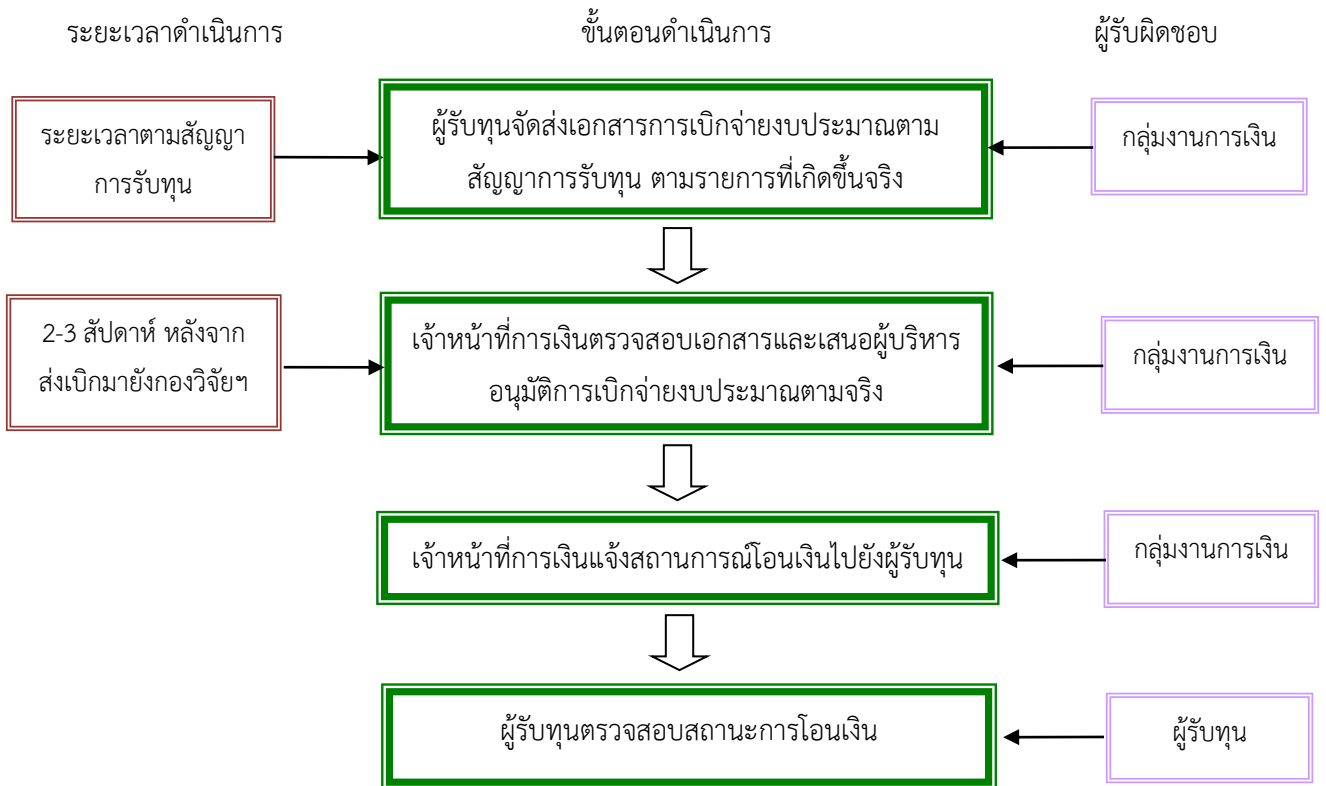 ระยะเวลาดำเนินการ
ขั้นตอนดำเนินการ
ผู้รับผิดชอบ
ระยะเวลาตามสัญญา
การรับทุน
ผู้รับทุนจัดส่งเอกสารการเบิกจ่ายงบประมาณตาม
สัญญาการรับทุน ตามรายการที่เกิดขึ้นจริง
กลุ่มงานการเงิน
2-3 สัปดาห์ หลังจาก
ส่งเบิกมายังกองวิจัยฯ
เจ้าหน้าที่การเงินตรวจสอบเอกสารและเสนอผู้บริหาร
อนุมัติการเบิกจ่ายงบประมาณตามจริง
กลุ่มงานการเงิน
เจ้าหน้าที่การเงินแจ้งสถานการณ์โอนเงินไปยังผู้รับทุน
กลุ่มงานการเงิน
ผู้รับทุนตรวจสอบสถานะการโอนเงิน
ผู้รับทุน